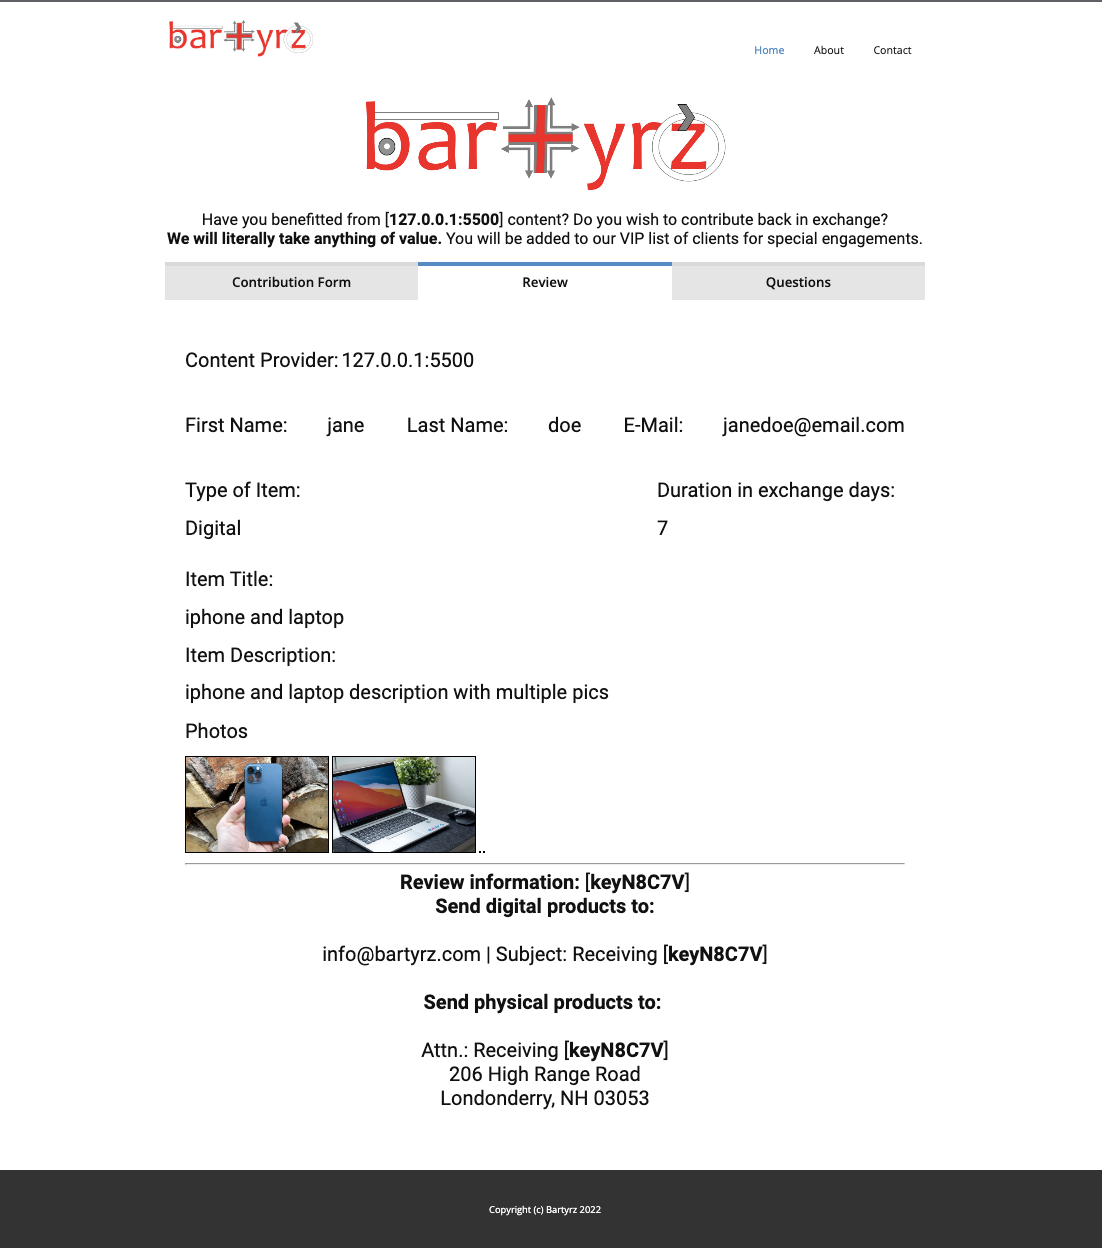 bartyrz
Home About Contact
bartyrz
Have you benefitted from [127.0.0.1:5500] content? Do you wish to contribute back in exchange?
We will literally take anything of value. You will be added to our VIP list of clients for special engagements.
Contribution Form Review Questions
Content Provider: 127.0.0.1:5500
First Name: jane Last Name: doe E-Mail: janedoe@email.com
Type of Item: Duration in exchange days:
Digital 7
Item Title:
iphone and laptop
Item Description:
iphone and laptop description with multiple pics
Photos
..
Review information: [keyN8C7V]
Send digital products to:
info@bartyrz.com | Subject: Receiving [keyN8C7V]
Send physical products to:
Attn.: Receiving [keyN8C7V]
206 High Range Road
Londonderry, NH 03053
Copyright (c) Bartyrz 2022